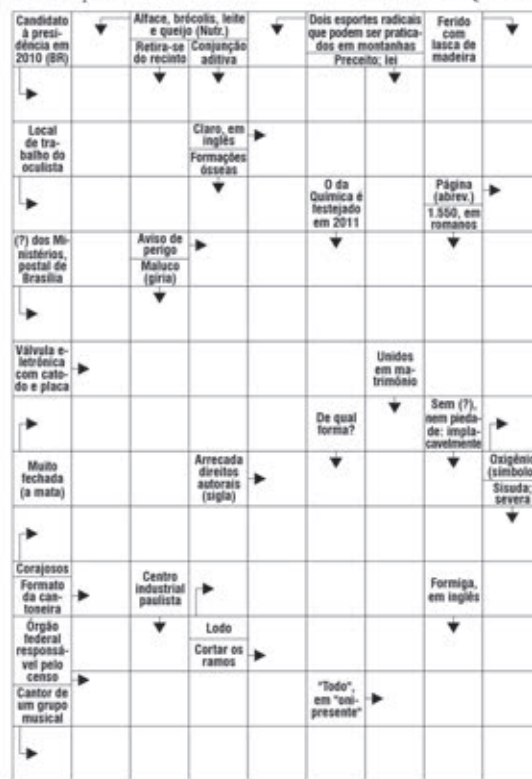 Candidato
à presi-
dência em
2010 (BR)
Alface, brócolis, leite
e queijo (Nutr.)
Retira-se
do recinto
Conjunção
aditiva
Dois esportes radicais
que podem ser pratica-
dos em montanhas
Preceito; lei
Ferido
com
lasca de
madeira
Local
de tra-
balho do
oculista
Claro, em
inglês
Formações
ósseas
O da
Química é
festejado
em 2011
Página
(abrev.)
1.550, em
romanos
(?) dos Mi-
nistérios,
postal de
Brasília
Aviso de
perigo
Maluco
(gíria)
Válvula e-
letrônica
com cato-
do e placa
Unidos
em ma-
trimônio
De qual
forma?
Sem (?),
nem pieda-
de: impla-
cavelmente
Muito
fechada
(a mata)
Arrecada
direitos
autorais
(sigla)
Oxigênio
(símbolo)
Sisuda;
severa
Corajosos
Formato
da can-
toneira
Centro
industrial
paulista
Formiga,
em inglês
Órgão
federal
responsá-
vel pelo
censo
Lodo
Cortar os
ramos
Cantor de
um grupo
musical
"Todo",
em "oni-
presente"